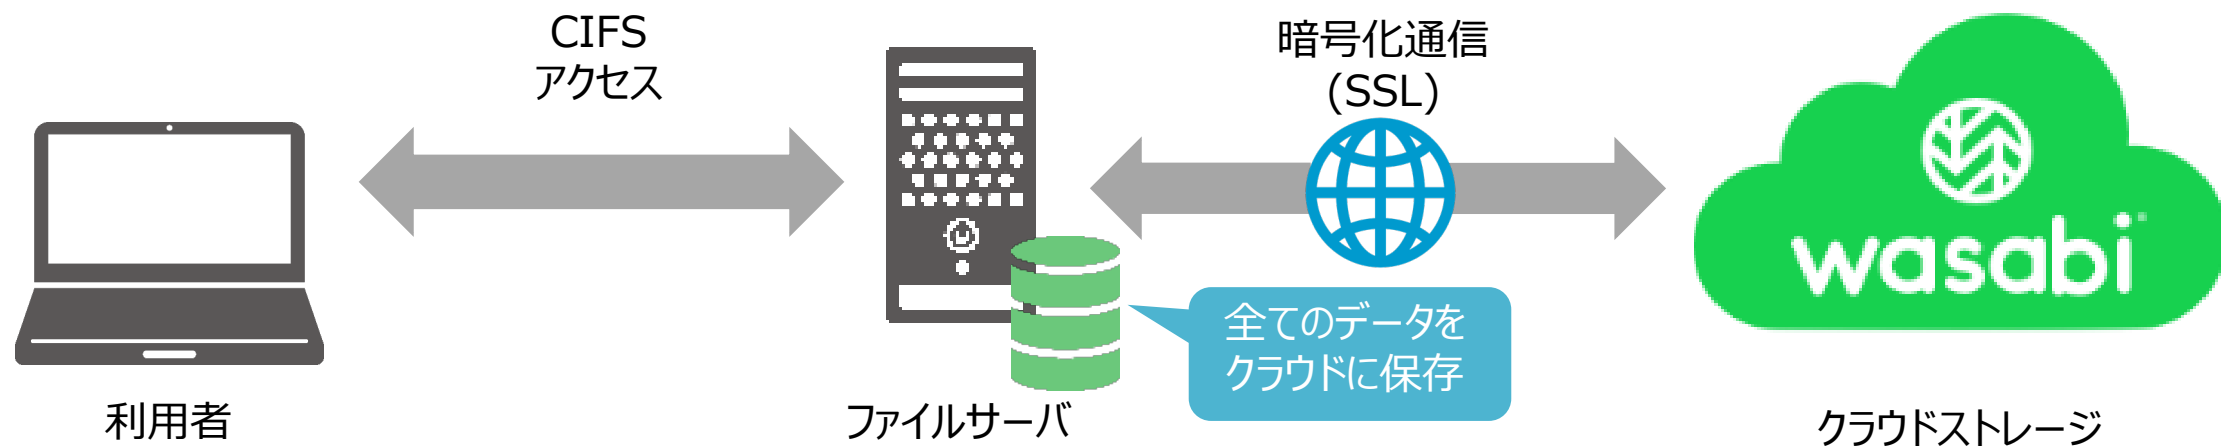 CIFS
アクセス
暗号化通信
(SSL)
wasabi
全てのデータを
クラウドに保存
利用者
ファイルサーバ
クラウドストレージ